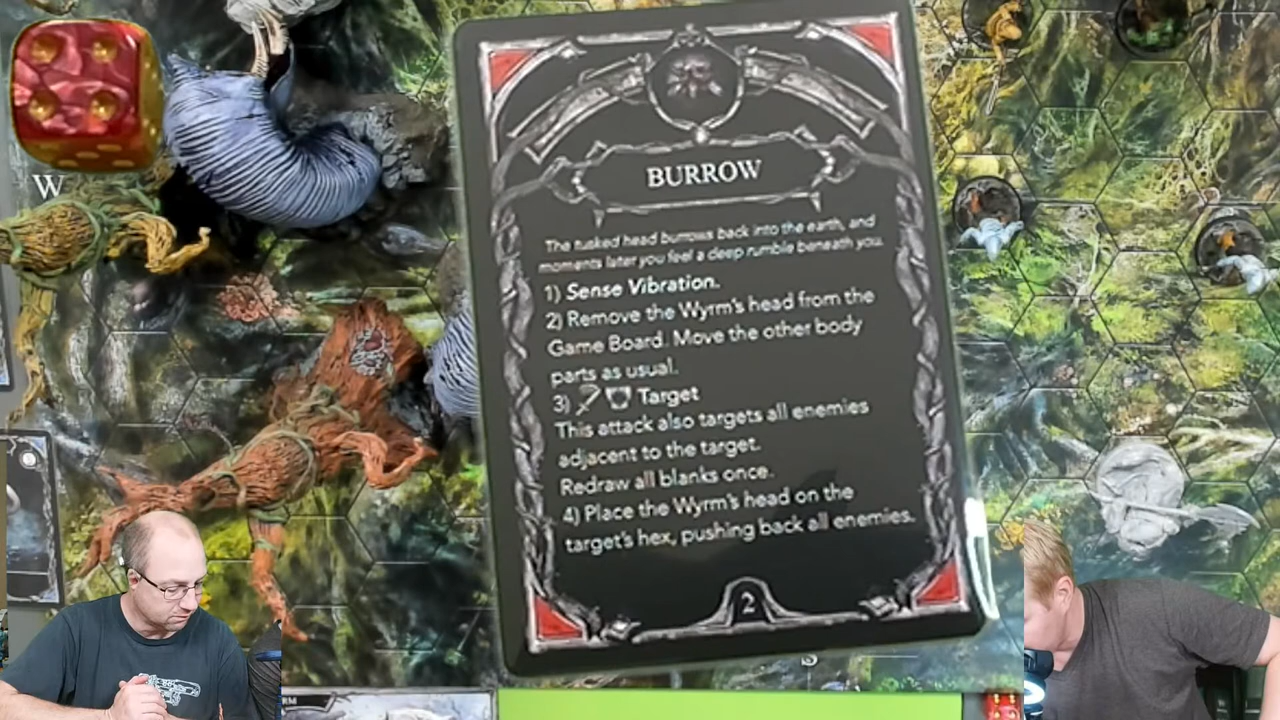 W
BURROW
The tusked head burrows back into the earth, and
moments later you feel a deep rumble beneath you.
1) Sense Vibration.
2) Remove the Wyrm's head from the
Game Board. Move the other body
parts as usual.
3) Target
This attack also targets all enemies
adjacent to the target.
Redraw all blanks once.
4) Place the Wyrm's head on the
target's hex, pushing back all enemies.
2
S